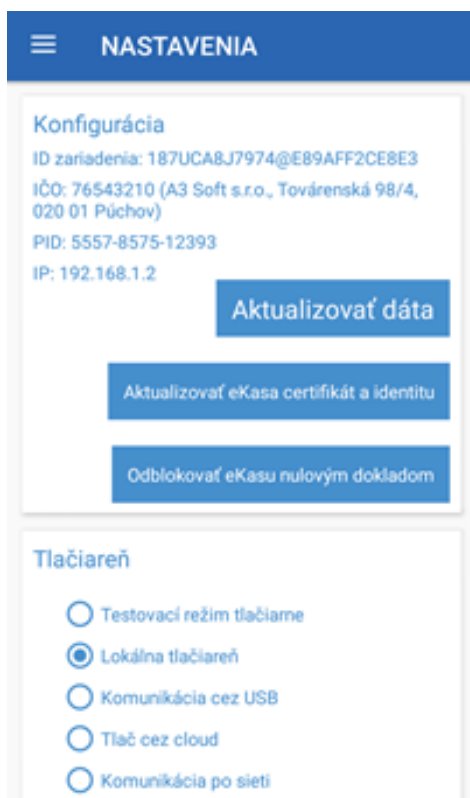 NASTAVENIA
Konfigurácia
ID zariadenia: 187UCA8J7974@E89AFF2CE8E3
IČO: 76543210 (A3 Soft s.r.o., Továrenská 98/4,
020 01 Púchov)
PID: 5557-8575-12393
IP: 192.168.1.2
Aktualizovať dáta
Aktualizovať eKasa certifikát a identitu
Odblokovať eKasu nulovým dokladom
Tlačiareň
Testovací režim tlačiarne
Lokálna tlačiareň
Komunikácia cez USB
Tlač cez cloud
Komunikácia po sieti